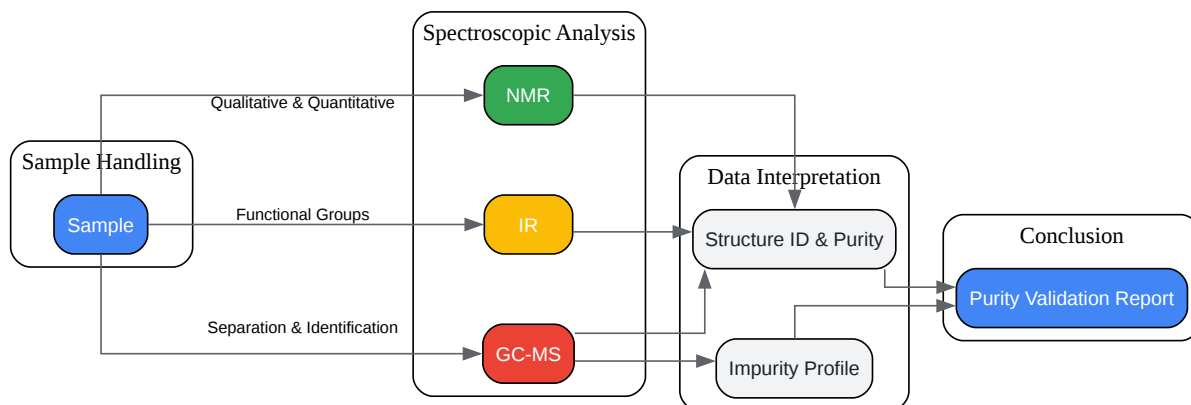 Spectroscopic Analysis
NMR
Qualitative & Quantitative
Sample Handling
Data Interpretation
Sample
Functional Groups
IR
Structure ID & Purity
Conclusion
Purity Validation Report
Separation & Identification
GC-MS
Impurity Profile